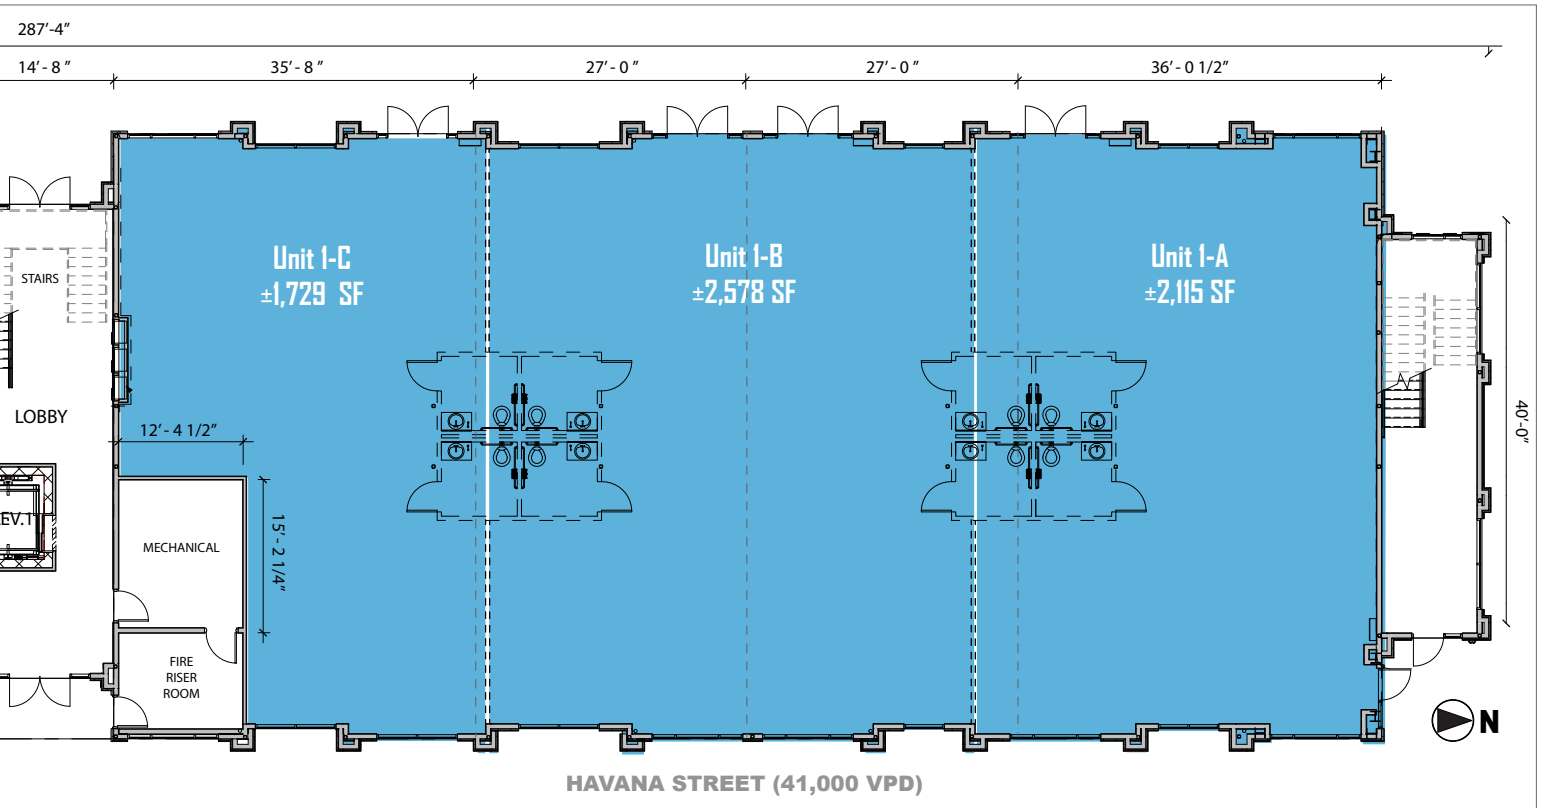 287'-4"
14'- 8 "
35'- 8 "
27'- 0 "
27'- 0 "
36'- 0 1/2"
Unit 1-C
±1,729 SF
Unit 1-B
±2,578 SF
Unit 1-A
±2,115 SF
STAIRS
LOBBY
12'- 4 1/2"
40'-0"
EV.1
15'- 2 1/4"
MECHANICAL
FIRE
RISER
ROOM
N
HAVANA STREET (41,000 VPD)